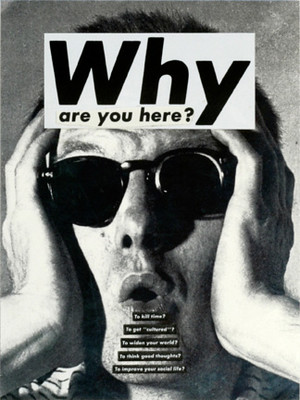 Why
are you here?
To kill time?
To get "cultured"?
To widen your world?
To think good thoughts?
To improve your social life?